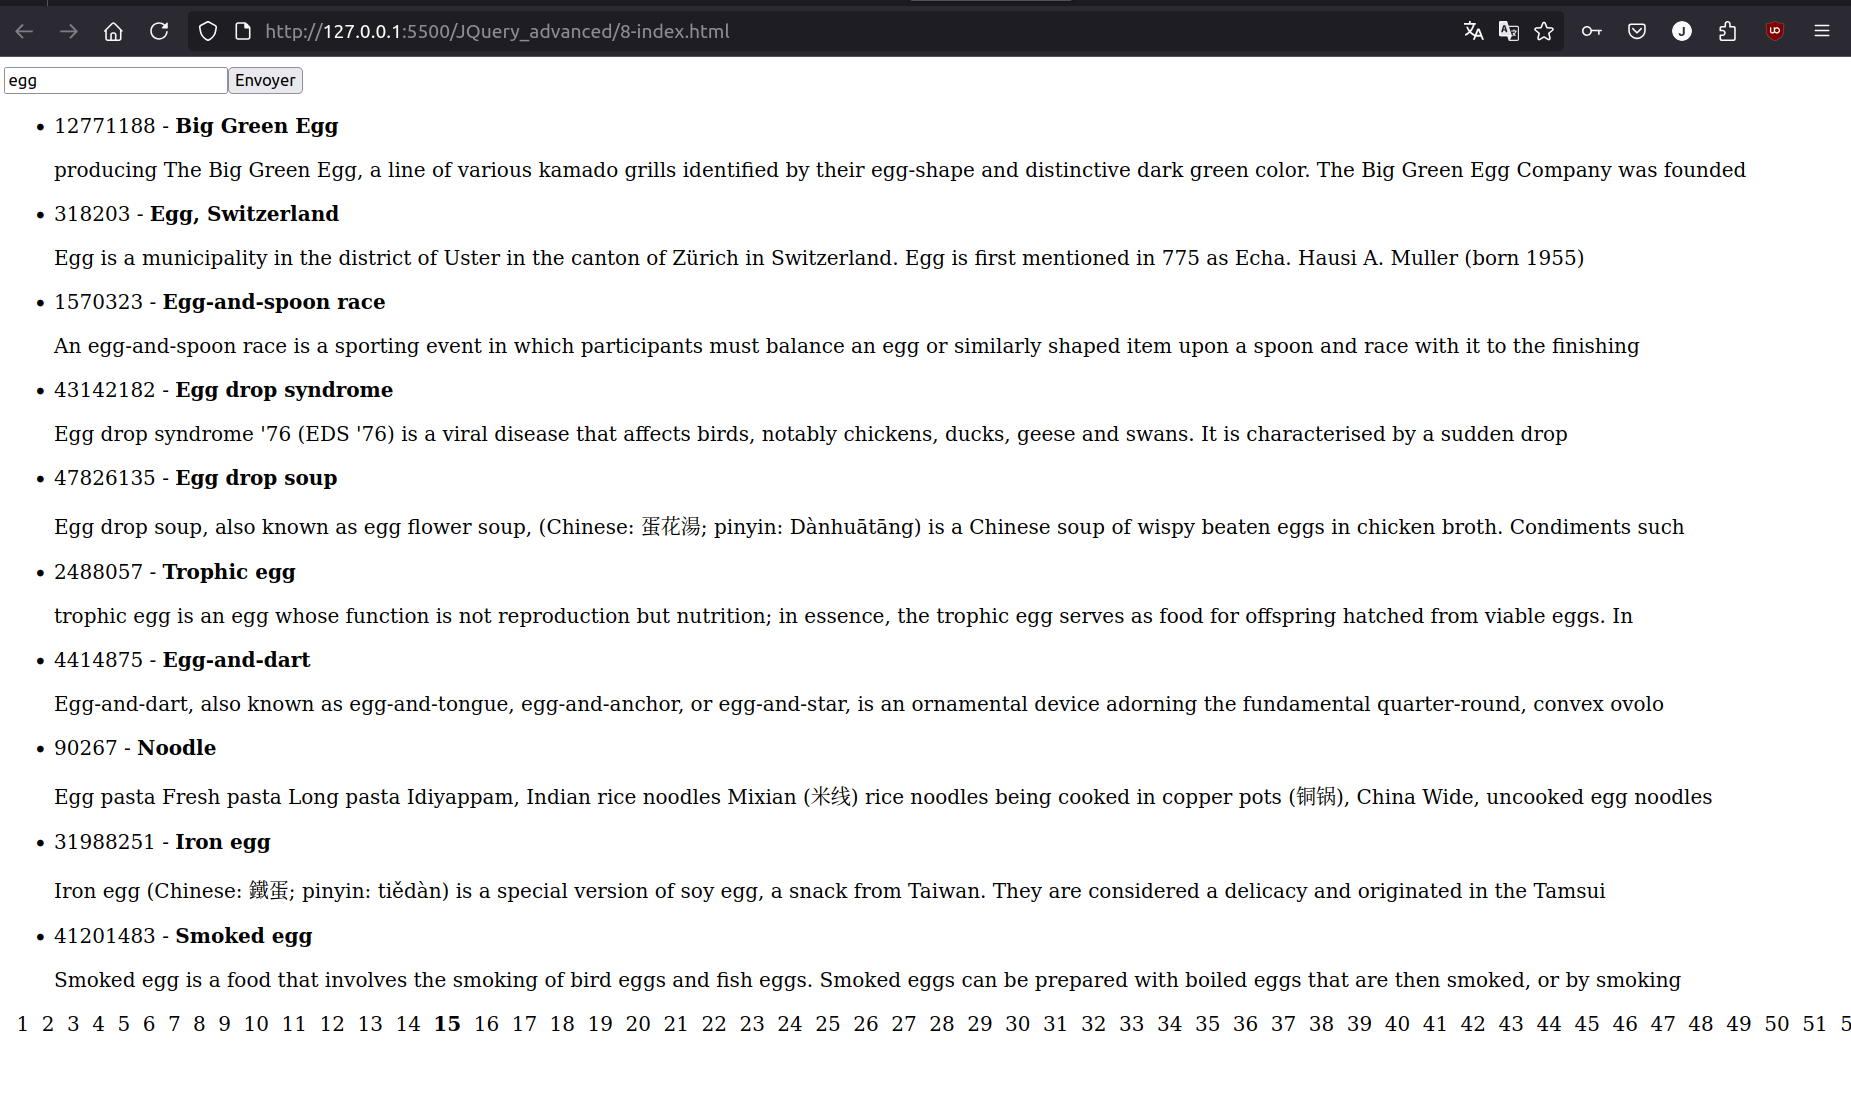 http://127.0.0.1:5500/JQuery_advanced/8-index.html
egg Envoyer
• 12771188 - Big Green Egg
producing The Big Green Egg, a line of various kamado grills identified by their egg-shape and distinctive dark green color. The Big Green Egg Company was founded
• 318203 - Egg, Switzerland
Egg is a municipality in the district of Uster in the canton of Zürich in Switzerland. Egg is first mentioned in 775 as Echa. Hausi A. Muller (born 1955)
• 1570323 - Egg-and-spoon race
An egg-and-spoon race is a sporting event in which participants must balance an egg or similarly shaped item upon a spoon and race with it to the finishing
• 43142182 - Egg drop syndrome
Egg drop syndrome '76 (EDS '76) is a viral disease that affects birds, notably chickens, ducks, geese and swans. It is characterised by a sudden drop
• 47826135 - Egg drop soup
Egg drop soup, also known as egg flower soup, (Chinese: 蛋花湯; pinyin: Dànhuātāng) is a Chinese soup of wispy beaten eggs in chicken broth. Condiments such
• 2488057 - Trophic egg
trophic egg is an egg whose function is not reproduction but nutrition; in essence, the trophic egg serves as food for offspring hatched from viable eggs. In
• 4414875 - Egg-and-dart
Egg-and-dart, also known as egg-and-tongue, egg-and-anchor, or egg-and-star, is an ornamental device adorning the fundamental quarter-round, convex ovolo
• 90267 - Noodle
Egg pasta Fresh pasta Long pasta Idiyappam, Indian rice noodles Mixian (米线) rice noodles being cooked in copper pots (铜锅), China Wide, uncooked egg noodles
• 31988251 - Iron egg
Iron egg (Chinese: 鐵蛋; pinyin: tiědàn) is a special version of soy egg, a snack from Taiwan. They are considered a delicacy and originated in the Tamsui
• 41201483 - Smoked egg
Smoked egg is a food that involves the smoking of bird eggs and fish eggs. Smoked eggs can be prepared with boiled eggs that are then smoked, or by smoking
1 2 3 4 5 6 7 8 9 10 11 12 13 14 15 16 17 18 19 20 21 22 23 24 25 26 27 28 29 30 31 32 33 34 35 36 37 38 39 40 41 42 43 44 45 46 47 48 49 50 51 5